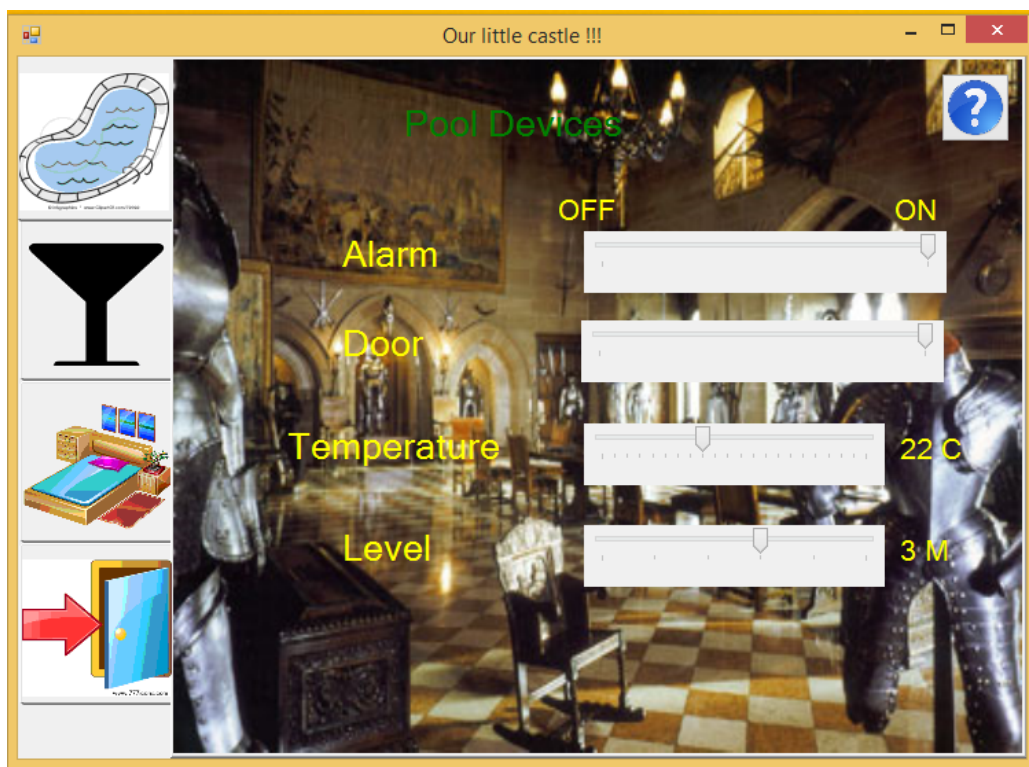 Our little castle !!!
Pool Devices
OFF ON
Alarm
Door
Temperature 22 C
Level 3 M